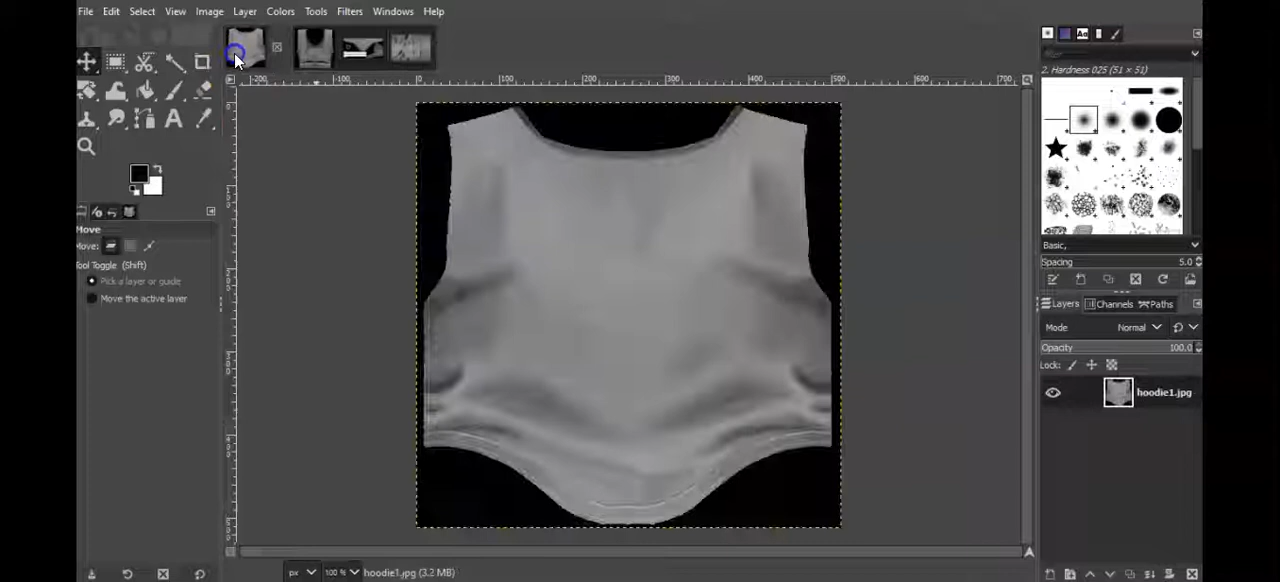 File Edit Select View Image Layer Colors Tools Filters Windows Help
-200 -100 0 100 200 300 400 500 600 700
2. Hardness 025 (51 × 51)
Move
Move:
Tool Toggle (Shift)
Pick a layer or guide
Move the active layer
Basic,
Spacing 5.0
Layers Channels Paths
Mode Normal
Opacity 100.0
Lock:
hoodie1.jpg
px 100 % hoodie1.jpg (3.2 MB)